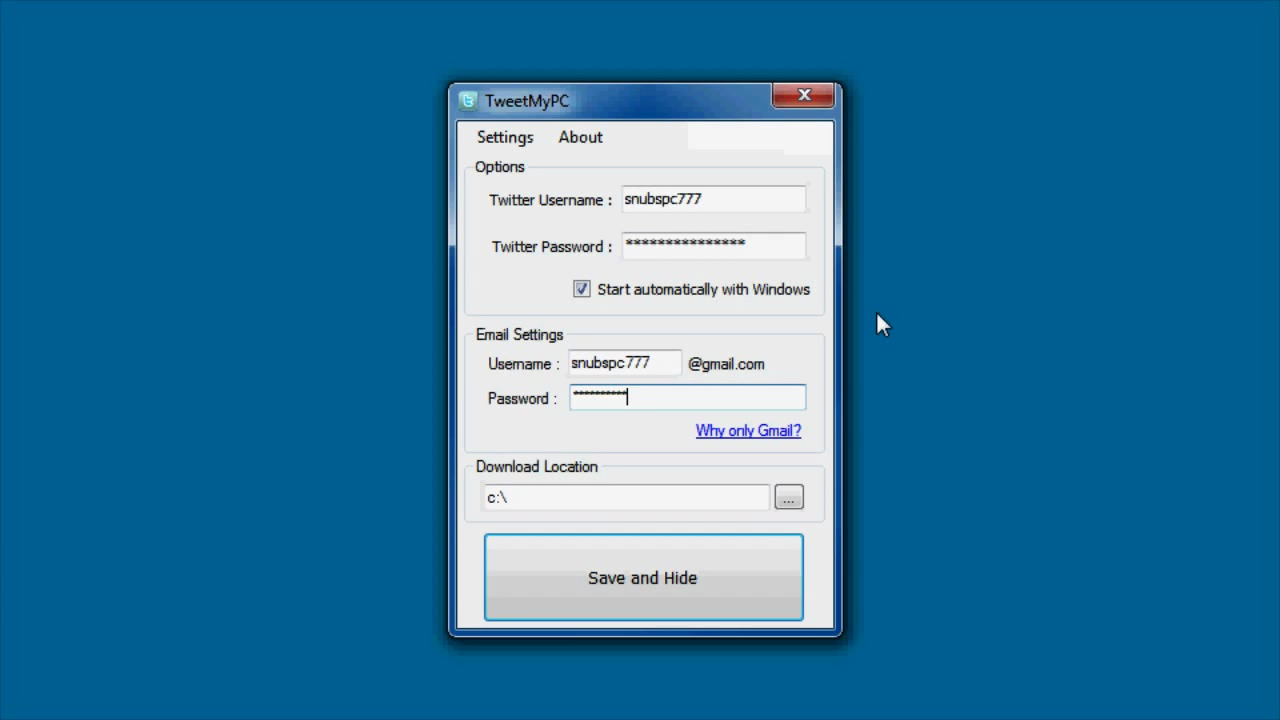 TweetMyPC
Settings About
Options
Twitter Username : snubspc777
Twitter Password : ***************
Start automatically with Windows
Email Settings
Username : snubspc777 @gmail.com
Password : **********
Why only Gmail?
Download Location
c:\ ...
Save and Hide